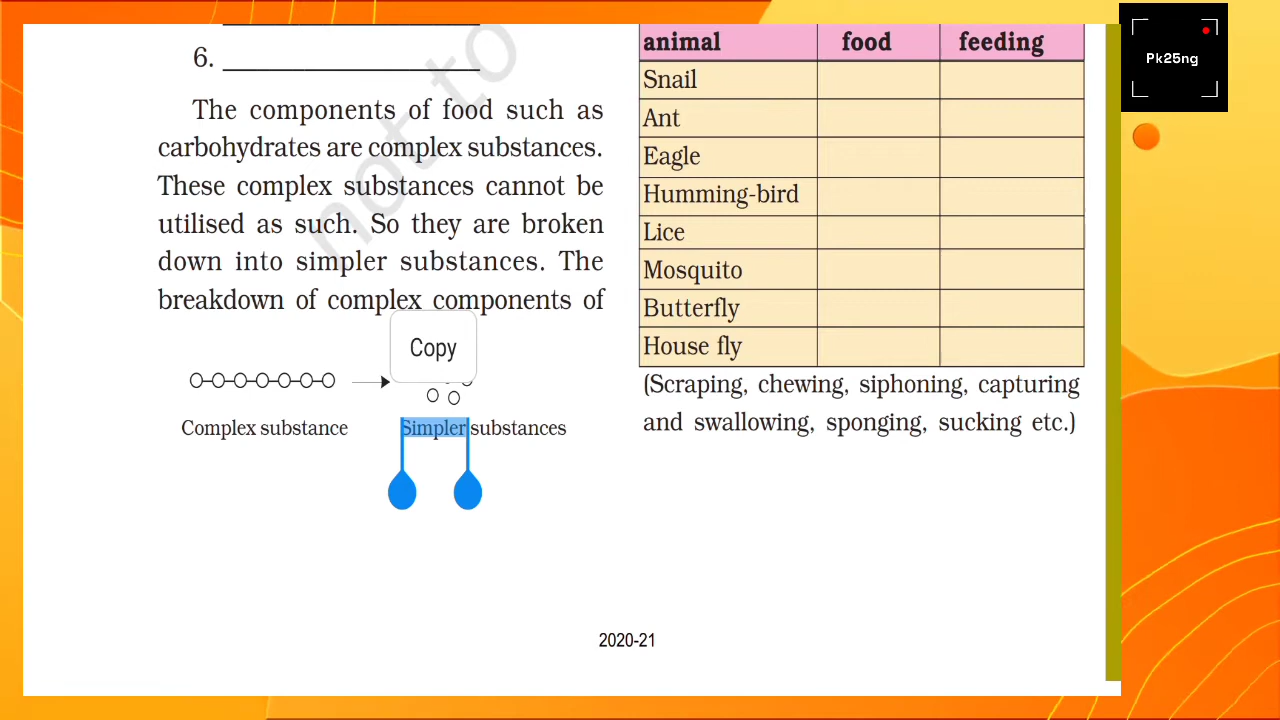 6. ____________________
The components of food such as
carbohydrates are complex substances.
These complex substances cannot be
utilised as such. So they are broken
down into simpler substances. The
breakdown of complex components of
Copy
Complex substance
Simpler substances
animal food feeding
Snail
Ant
Eagle
Humming-bird
Lice
Mosquito
Butterfly
House fly
(Scraping, chewing, siphoning, capturing
and swallowing, sponging, sucking etc.)
not to
2020-21
Pk25ng